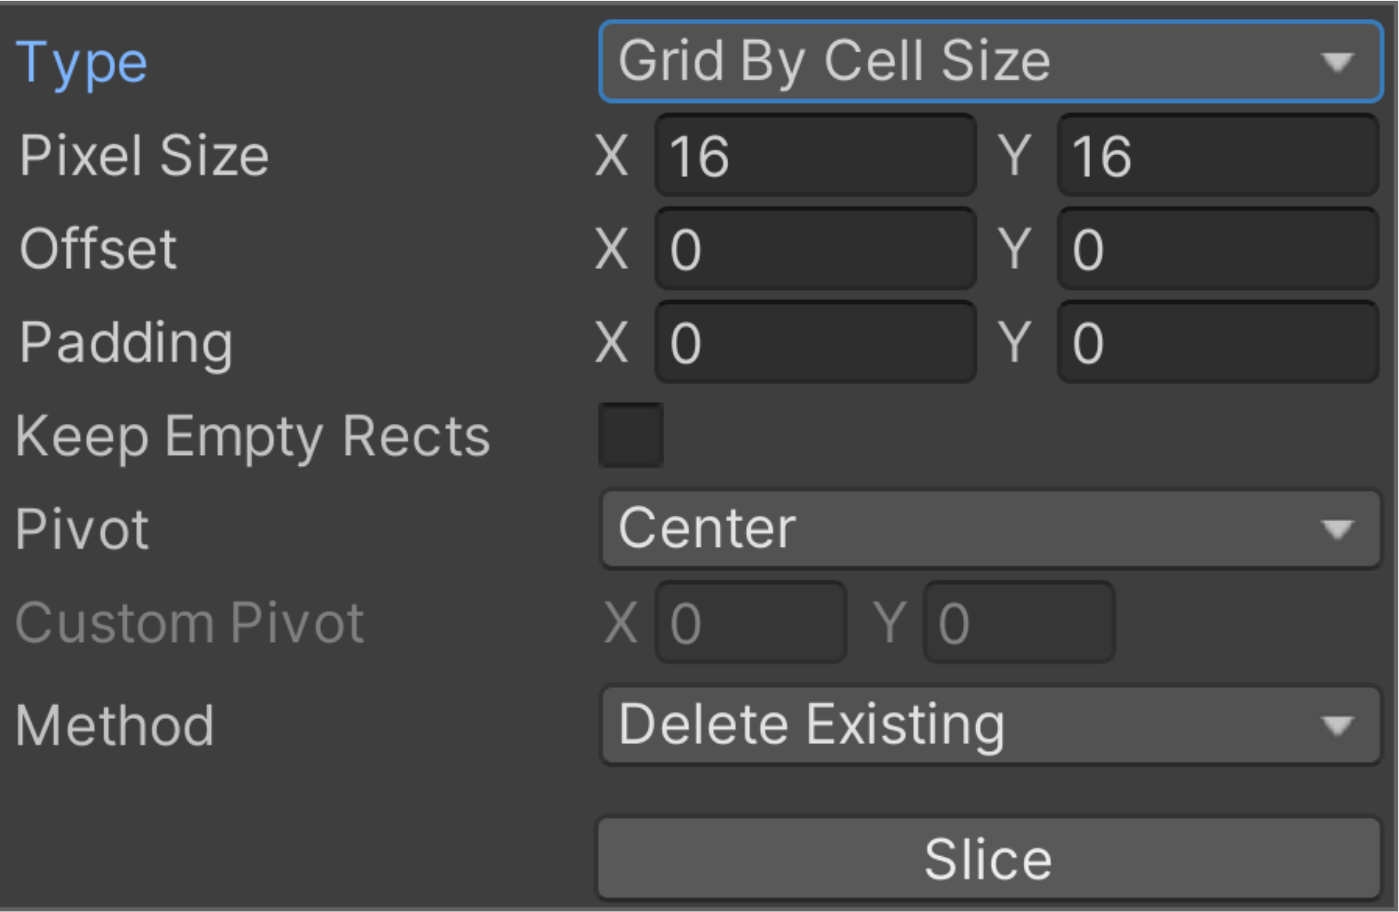 Type Grid By Cell Size
Pixel Size X 16 Y 16
Offset X 0 Y 0
Padding X 0 Y 0
Keep Empty Rects
Pivot Center
Custom Pivot X 0 Y 0
Method Delete Existing
Slice